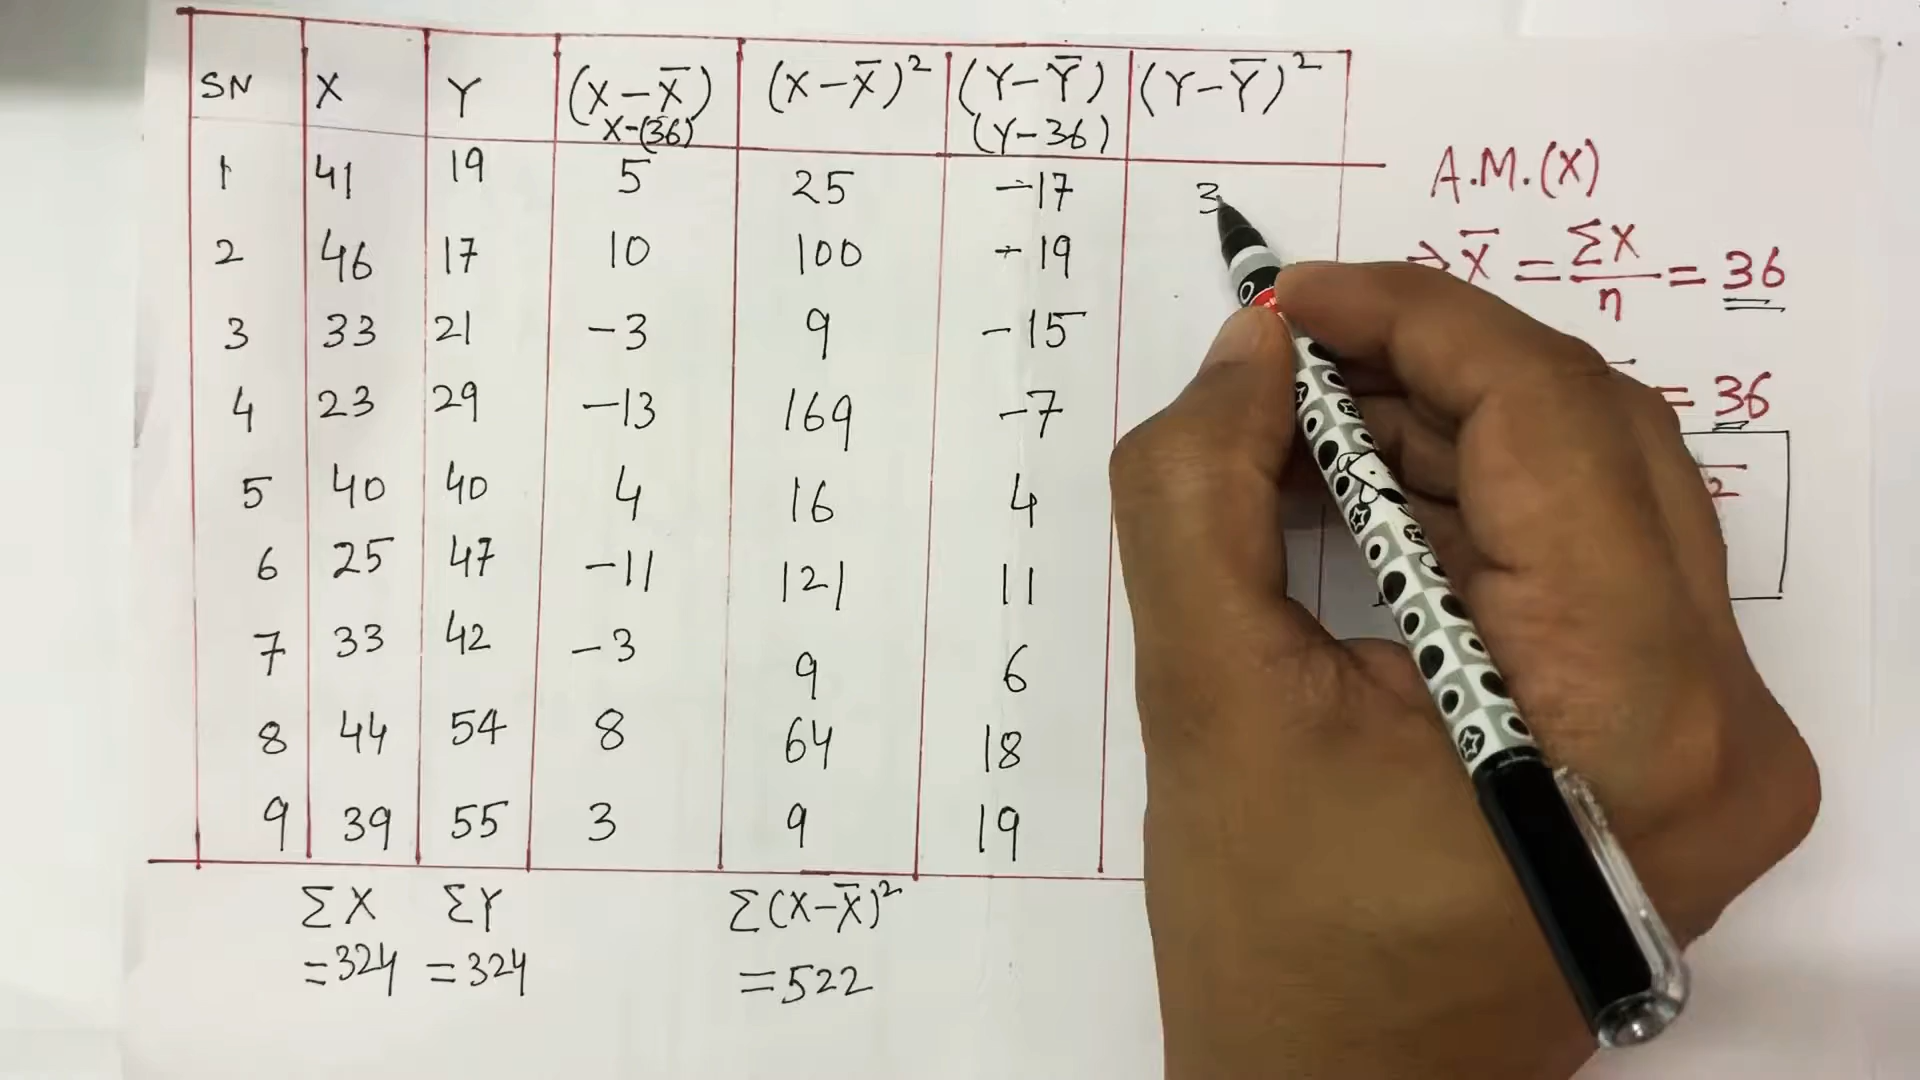 SN X Y (X-X̄) (X-X̄)² (Y-Ȳ) (Y-Ȳ)²
X-(36) (Y-36)
1 41 19 5 25 -17 3
2 46 17 10 100 -19
3 33 21 -3 9 -15
4 23 29 -13 169 -7
5 40 40 4 16 4
6 25 47 -11 121 11
7 33 42 -3 9 6
8 44 54 8 64 18
9 39 55 3 9 19
ΣX ΣY Σ(X-X̄)²
=324 =324 =522
A.M.(X)
→ X̄ = ΣX/n = 36
= 36
2